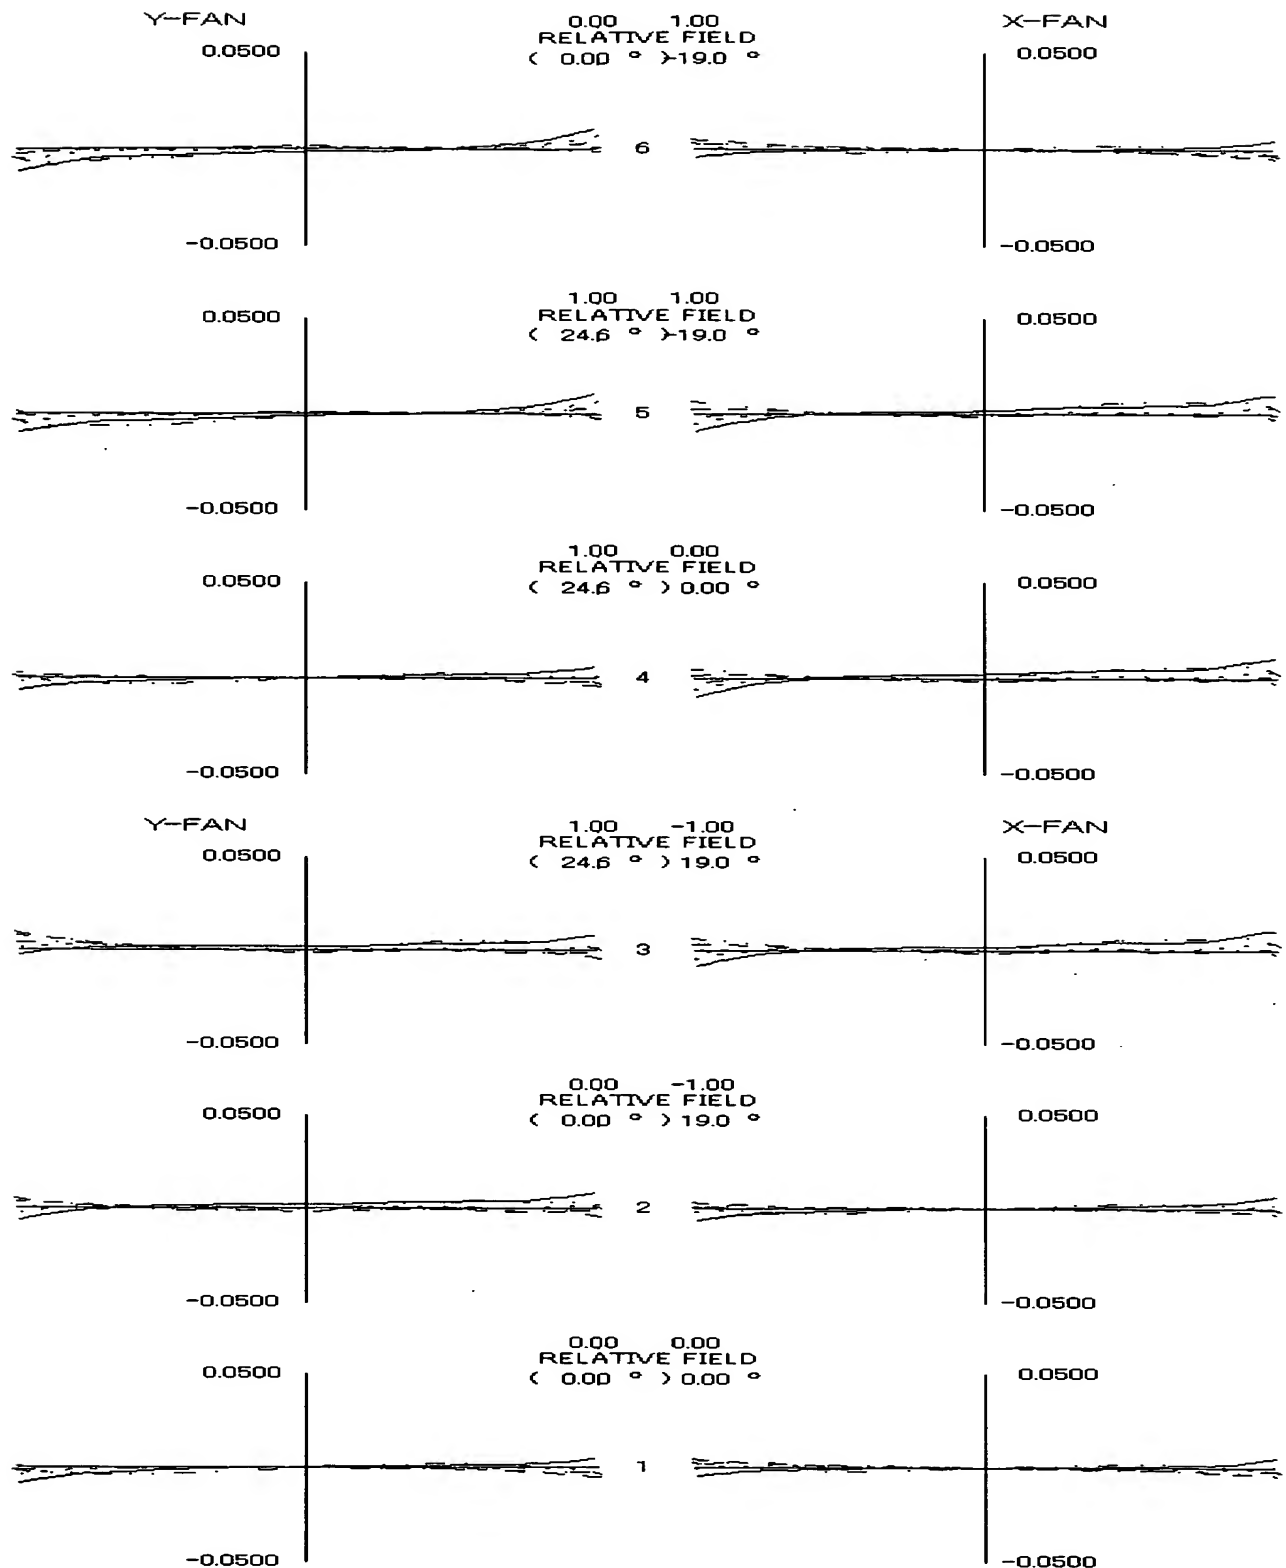 Y-FAN 0.00 1.00 X-FAN
RELATIVE FIELD
0.0500 ( 0.00 ° )-19.0 ° 0.0500
6
-0.0500 -0.0500
1.00 1.00
0.0500 RELATIVE FIELD 0.0500
( 24.6 ° )-19.0 °
5
-0.0500 -0.0500
1.00 0.00
RELATIVE FIELD
0.0500 ( 24.6 ° ) 0.00 ° 0.0500
4
-0.0500 -0.0500
Y-FAN 1.00 -1.00 X-FAN
RELATIVE FIELD
0.0500 ( 24.6 ° ) 19.0 ° 0.0500
3
-0.0500 -0.0500
0.00 -1.00
RELATIVE FIELD
0.0500 ( 0.00 ° ) 19.0 ° 0.0500
2
-0.0500 -0.0500
0.00 0.00
RELATIVE FIELD
0.0500 ( 0.00 ° ) 0.00 ° 0.0500
1
-0.0500 -0.0500